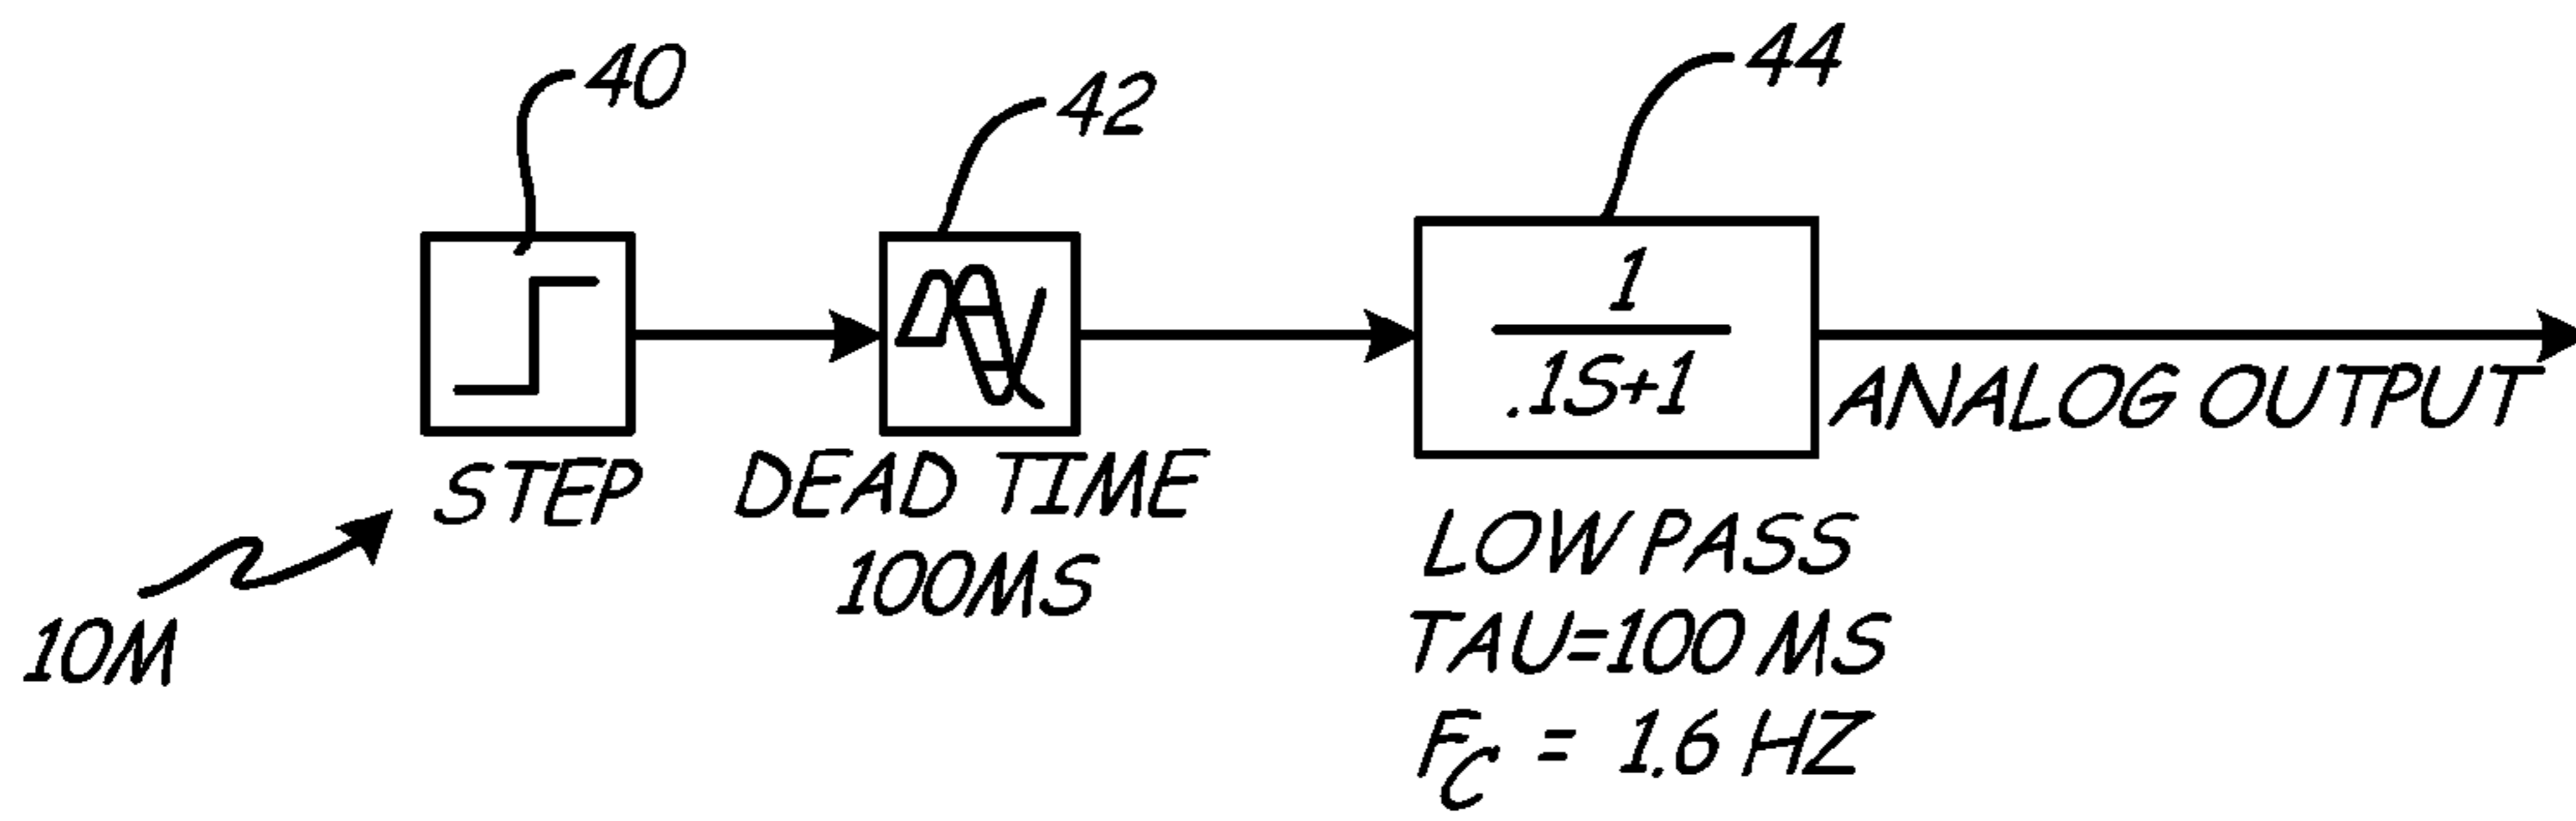 40
42
44
1
.1S+1
ANALOG OUTPUT
STEP
DEAD TIME
100MS
LOW PASS
TAU=100 MS
FC = 1.6 HZ
10M